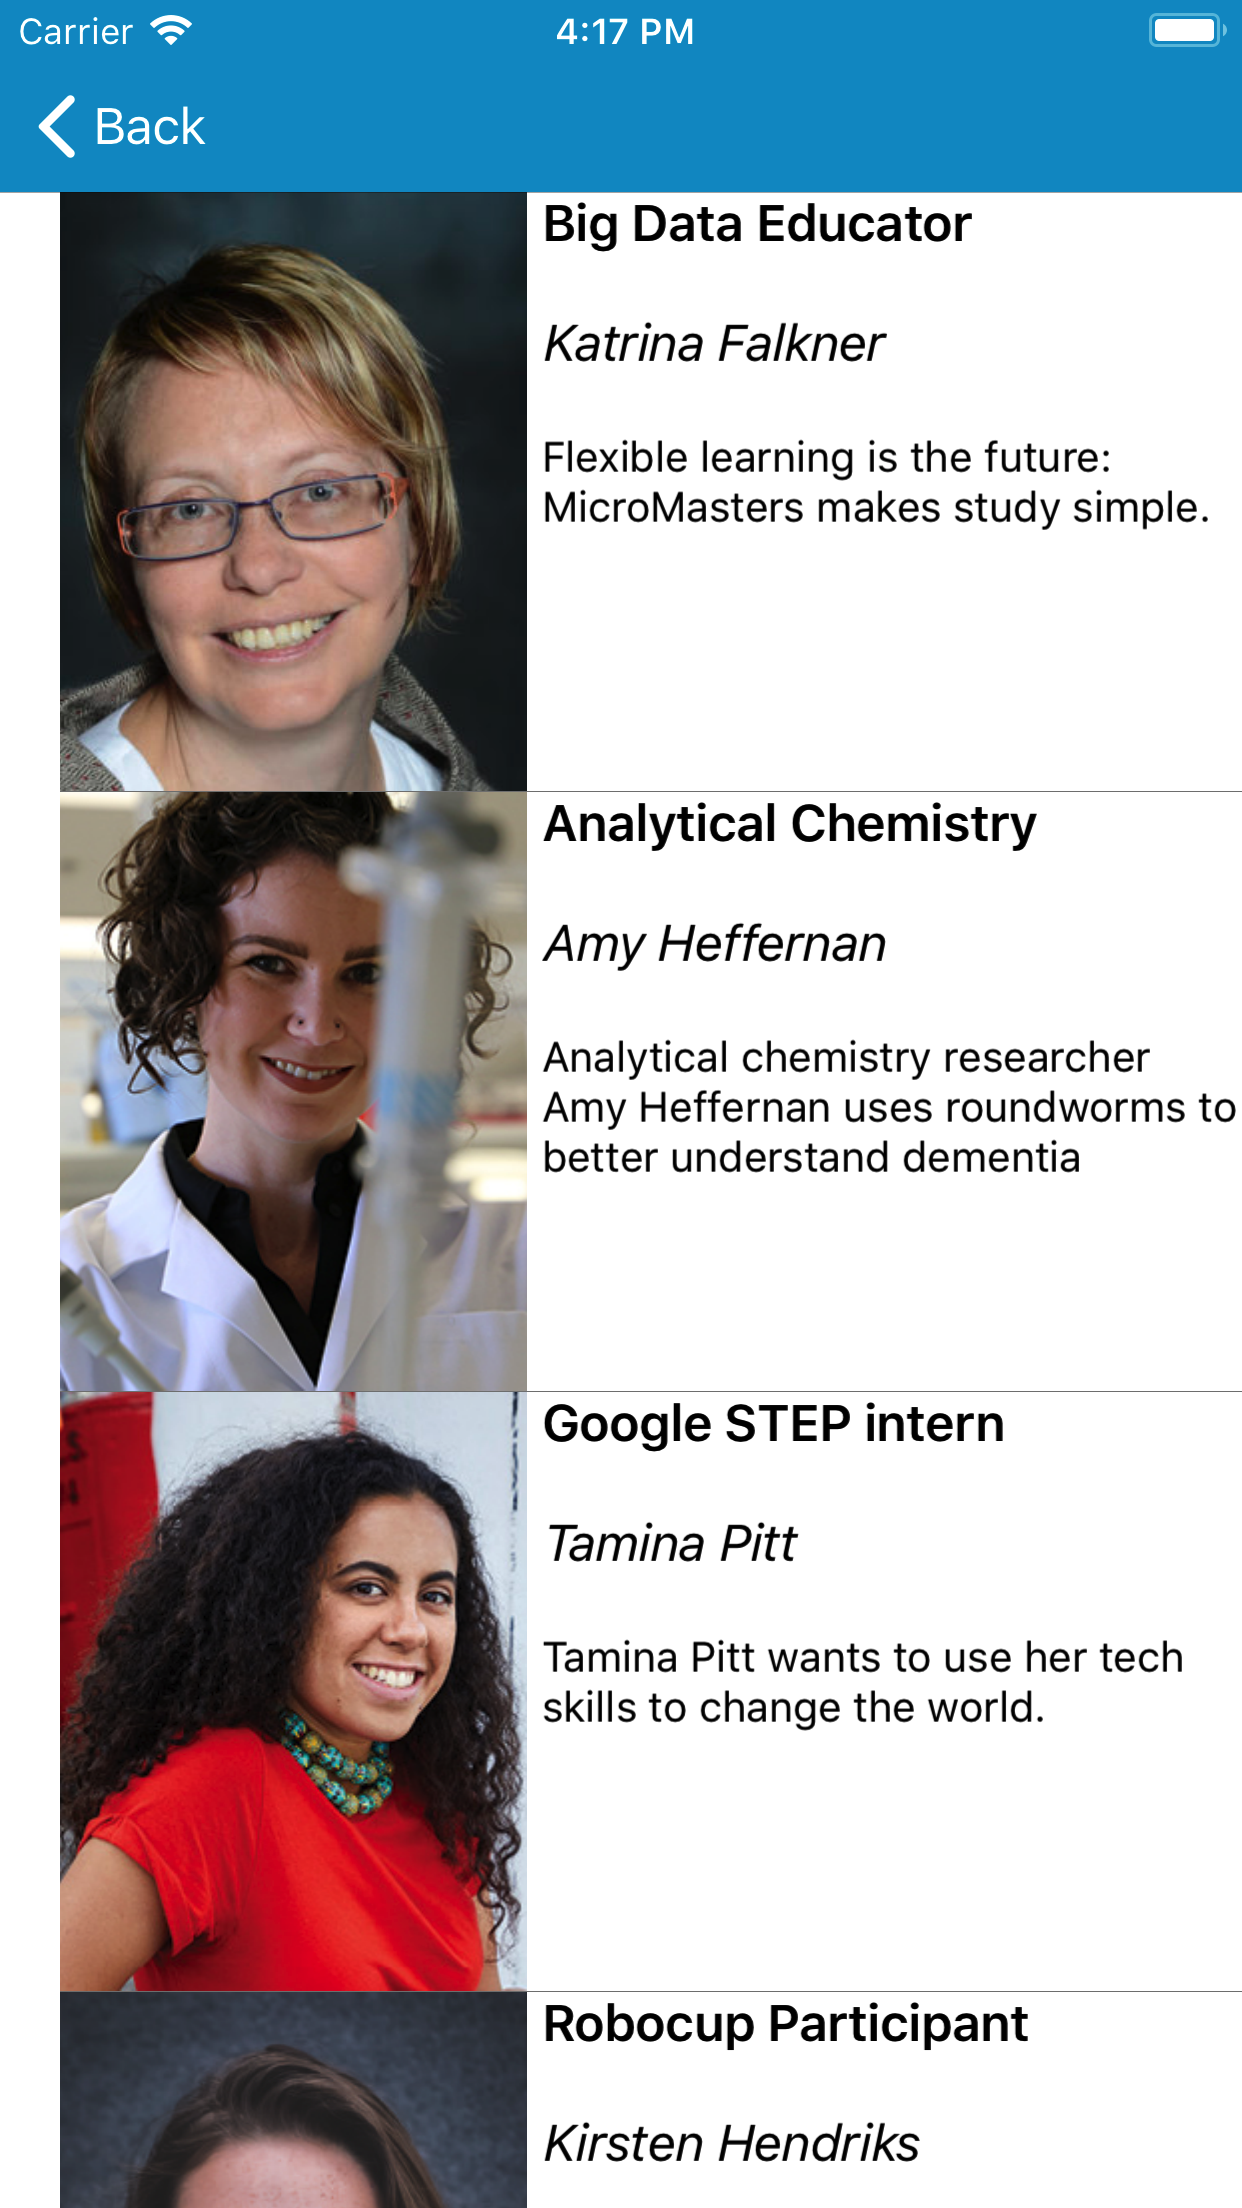 Carrier 4:17 PM
Back
Big Data Educator
Katrina Falkner
Flexible learning is the future:
MicroMasters makes study simple.
Analytical Chemistry
Amy Heffernan
Analytical chemistry researcher
Amy Heffernan uses roundworms to
better understand dementia
Google STEP intern
Tamina Pitt
Tamina Pitt wants to use her tech
skills to change the world.
Robocup Participant
Kirsten Hendriks